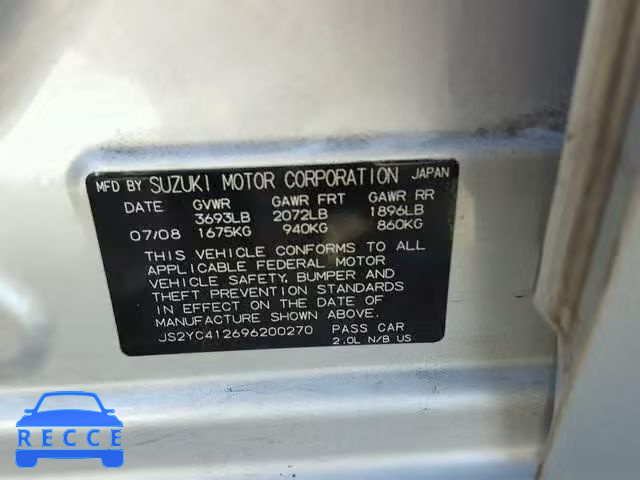 MFD BY SUZUKI MOTOR CORPORATION JAPAN
DATE GVWR GAWR FRT GAWR RR
3693LB 2072LB 1896LB
07/08 1675KG 940KG 860KG
THIS VEHICLE CONFORMS TO ALL
APPLICABLE FEDERAL MOTOR
VEHICLE SAFETY, BUMPER AND
THEFT PREVENTION STANDARDS
IN EFFECT ON THE DATE OF
MANUFACTURE SHOWN ABOVE.
JS2YC412696200270 PASS CAR
2.0L N/B US
RECCE